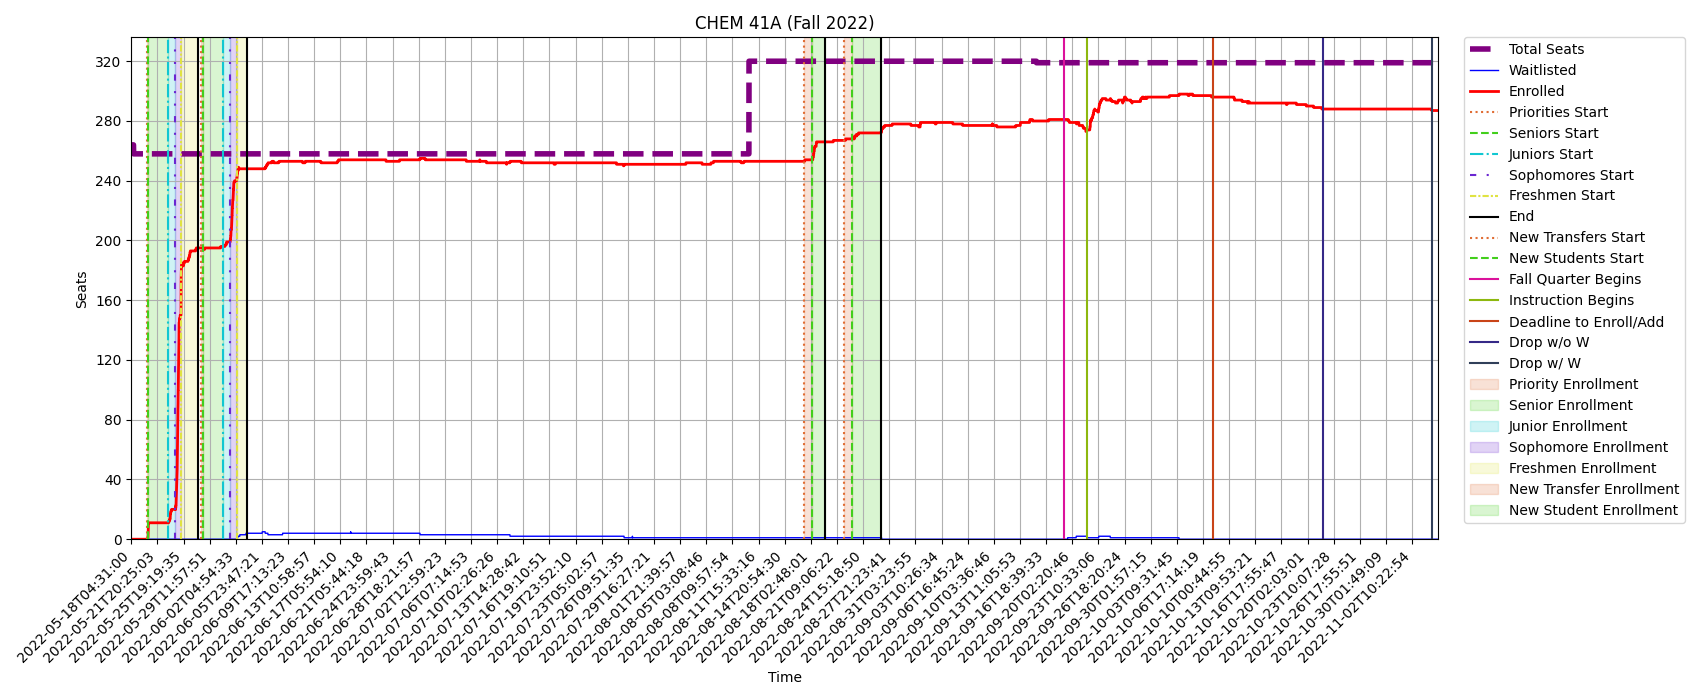 CHEM 41A (Fall 2022)
Seats
320
280
240
200
160
120
80
40
0
2022-05-18T04:31:00
2022-05-21T20:25:03
2022-05-25T19:19:35
2022-05-29T11:57:51
2022-06-02T04:54:33
2022-06-05T23:47:21
2022-06-09T17:13:23
2022-06-13T10:58:57
2022-06-17T05:54:10
2022-06-21T05:44:18
2022-06-24T23:59:43
2022-06-28T18:21:57
2022-07-02T12:59:23
2022-07-06T07:14:53
2022-07-10T02:26:26
2022-07-13T14:28:42
2022-07-16T19:10:51
2022-07-19T23:52:10
2022-07-23T05:02:57
2022-07-26T09:51:35
2022-07-29T16:27:21
2022-08-01T21:39:57
2022-08-05T03:08:46
2022-08-08T09:57:54
2022-08-11T15:33:16
2022-08-14T20:54:30
2022-08-18T02:48:01
2022-08-21T09:06:22
2022-08-24T15:18:50
2022-08-27T21:23:41
2022-08-31T03:23:55
2022-09-03T10:26:34
2022-09-06T16:45:24
2022-09-10T03:36:46
2022-09-13T11:05:53
2022-09-16T18:39:33
2022-09-20T02:20:46
2022-09-23T10:33:06
2022-09-26T18:20:24
2022-09-30T01:57:15
2022-10-03T09:31:45
2022-10-06T17:14:19
2022-10-10T00:44:55
2022-10-13T09:53:21
2022-10-16T17:55:47
2022-10-20T02:03:01
2022-10-23T10:07:28
2022-10-26T17:55:51
2022-10-30T01:49:09
2022-11-02T10:22:54
Time
Total Seats
Waitlisted
Enrolled
Priorities Start
Seniors Start
Juniors Start
Sophomores Start
Freshmen Start
End
New Transfers Start
New Students Start
Fall Quarter Begins
Instruction Begins
Deadline to Enroll/Add
Drop w/o W
Drop w/ W
Priority Enrollment
Senior Enrollment
Junior Enrollment
Sophomore Enrollment
Freshmen Enrollment
New Transfer Enrollment
New Student Enrollment